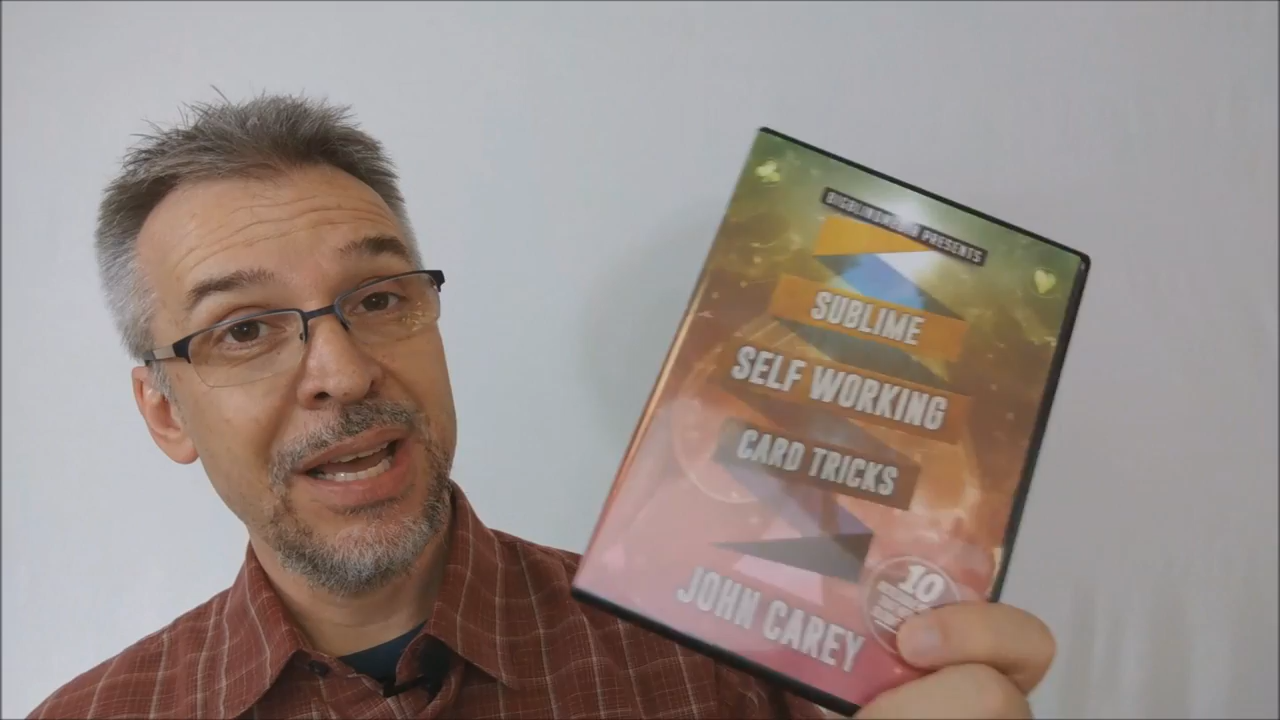 PRESENTS
SUBLIME
SELF WORKING
CARD TRICKS
JOHN CAREY
10